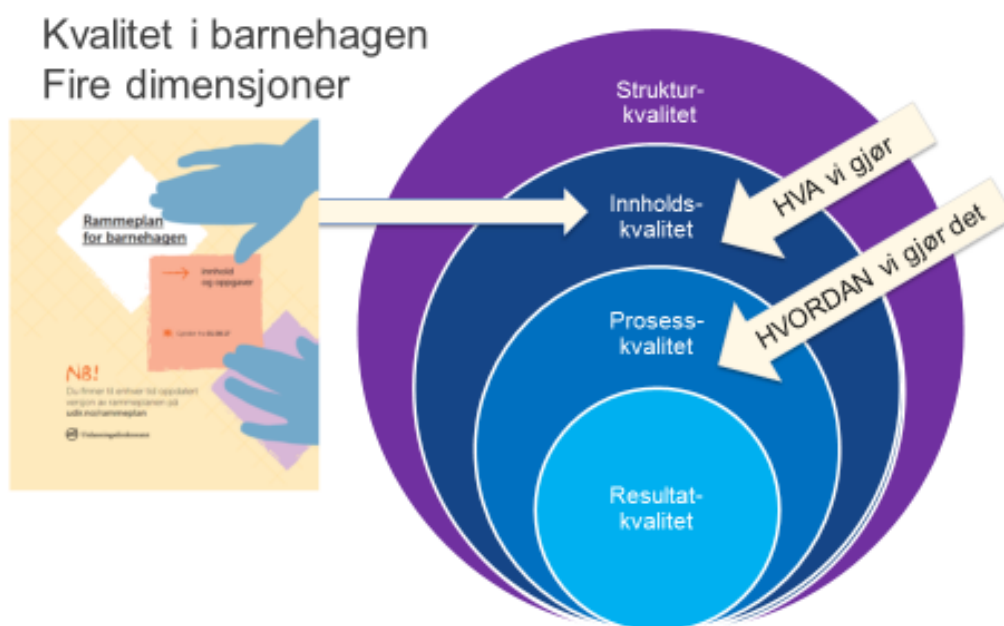 Kvalitet i barnehagen
Fire dimensjoner
Rammeplan
for barnehagen
Innhold
og oppgaver
N8!
Du finner til enhver tid oppdatert
versjon av rammeplanen på
udir.no/rammeplan
Utdanningsdirektoratet
Struktur-
kvalitet
Innholds-
kvalitet
Prosess-
kvalitet
Resultat-
kvalitet
HVA vi gjør
HVORDAN vi gjør det